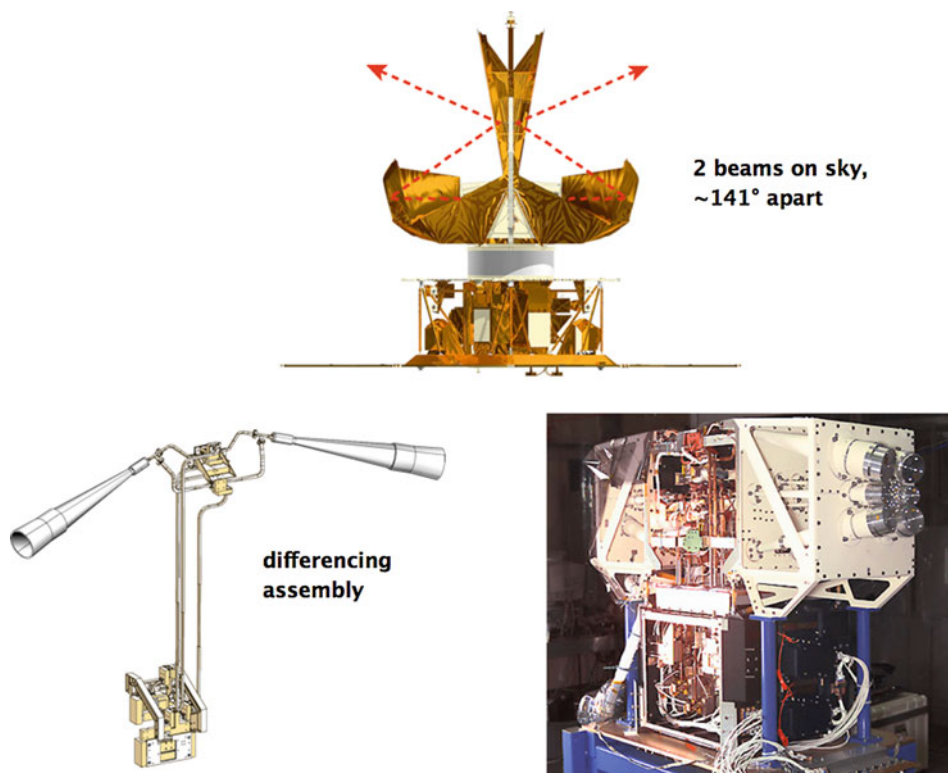 2 beams on sky,
~141° apart
differencing
assembly